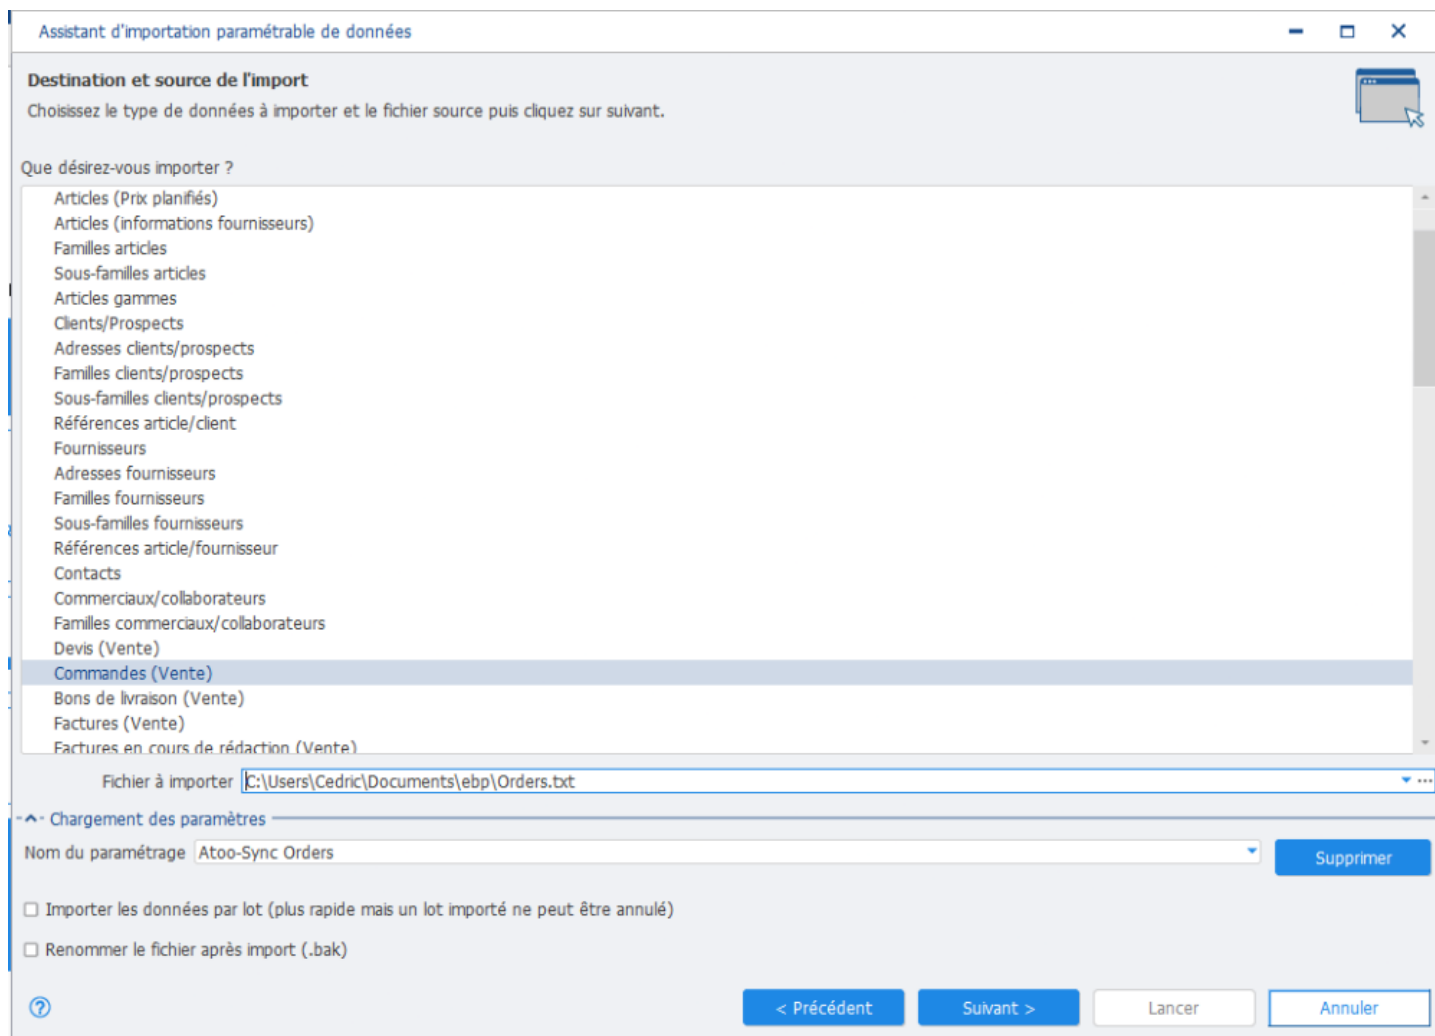 Assistant d'importation paramétrable de données
Destination et source de l'import
Choisissez le type de données à importer et le fichier source puis cliquez sur suivant.
Que désirez-vous importer ?
Articles (Prix planifiés)
Articles (informations fournisseurs)
Familles articles
Sous-familles articles
Articles gammes
Clients/Prospects
Adresses clients/prospects
Familles clients/prospects
Sous-familles clients/prospects
Références article/client
Fournisseurs
Adresses fournisseurs
Familles fournisseurs
Sous-familles fournisseurs
Références article/fournisseur
Contacts
Commerciaux/collaborateurs
Familles commerciaux/collaborateurs
Devis (Vente)
Commandes (Vente)
Bons de livraison (Vente)
Factures (Vente)
Factures en cours de rédaction (Vente)
Fichier à importer C:\Users\Cedric\Documents\ebp\Orders.txt
Chargement des paramètres
Nom du paramétrage Atoo-Sync Orders Supprimer
Importer les données par lot (plus rapide mais un lot importé ne peut être annulé)
Renommer le fichier après import (.bak)
? < Précédent Suivant > Lancer Annuler